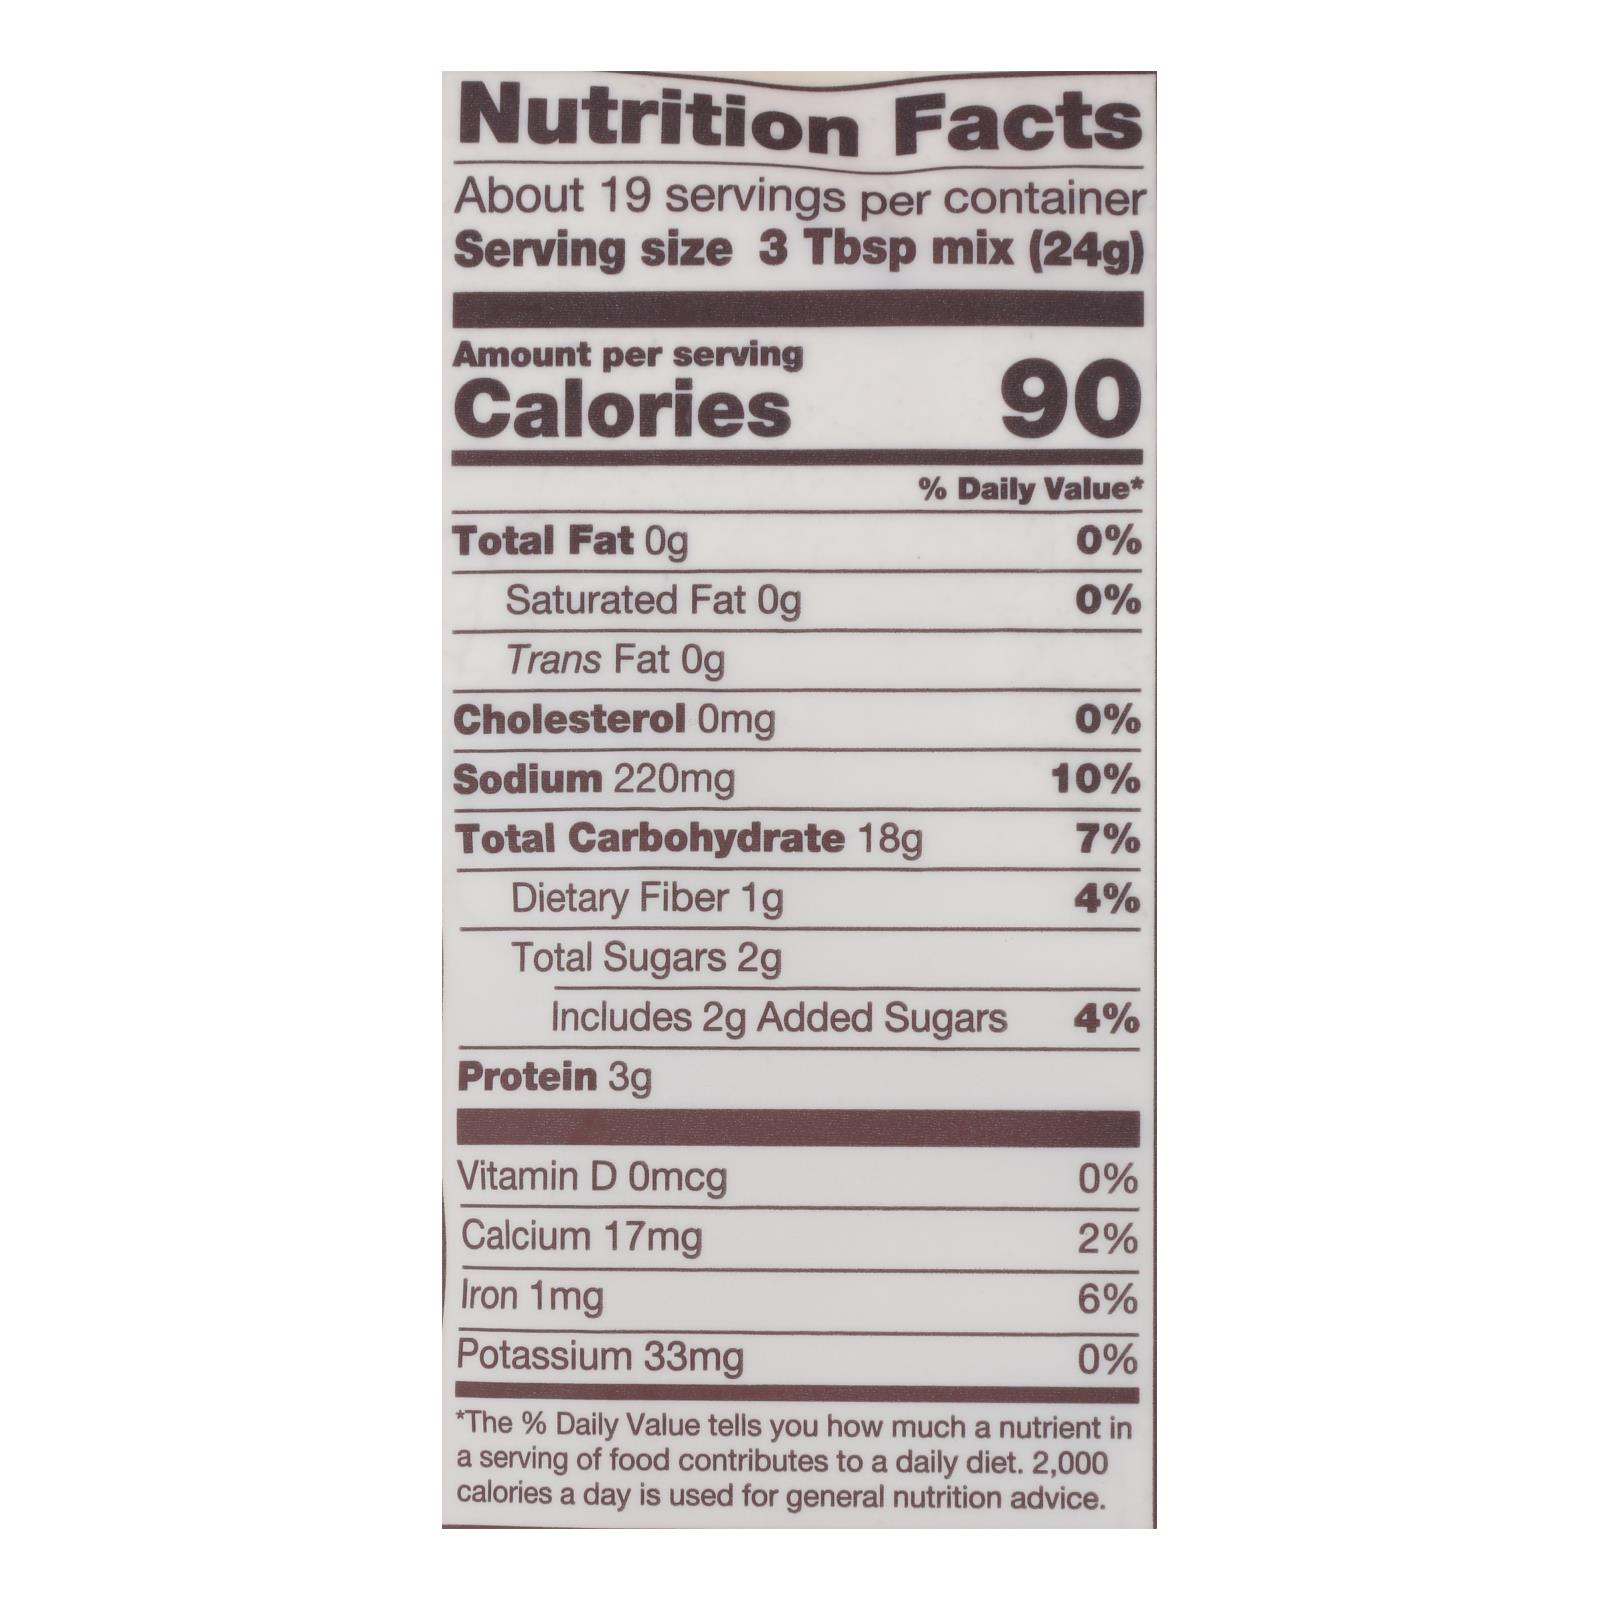 Nutrition Facts
About 19 servings per container
Serving size 3 Tbsp mix (24g)
Amount per serving
Calories 90
% Daily Value*
Total Fat 0g 0%
Saturated Fat 0g 0%
Trans Fat 0g
Cholesterol 0mg 0%
Sodium 220mg 10%
Total Carbohydrate 18g 7%
Dietary Fiber 1g 4%
Total Sugars 2g
Includes 2g Added Sugars 4%
Protein 3g
Vitamin D 0mcg 0%
Calcium 17mg 2%
Iron 1mg 6%
Potassium 33mg 0%
*The % Daily Value tells you how much a nutrient in
a serving of food contributes to a daily diet. 2,000
calories a day is used for general nutrition advice.